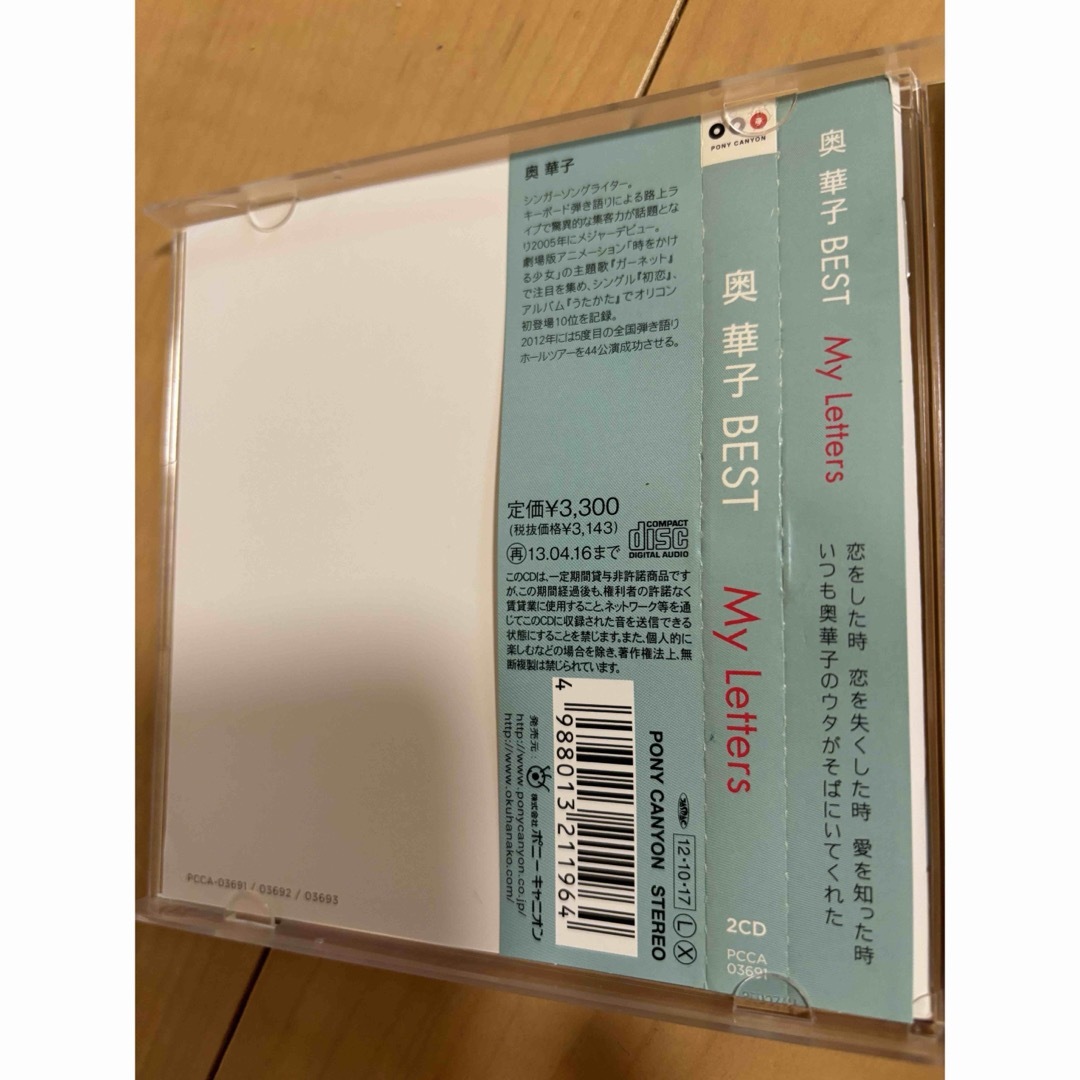 奥 華子
シンガーソングライター。
キーボード弾き語りによる路上ラ
イブで驚異的な集客力が話題とな
り2005年にメジャーデビュー。
劇場版アニメーション「時をかけ
る少女」の主題歌『ガーネット』
で注目を集め、シングル『初恋』、
アルバム『うたかた』でオリコン
初登場10位を記録。
2012年には5度目の全国弾き語り
ホールツアーを44公演成功させる。
定価¥3,300
(税抜価格¥3,143)
再13.04.16まで
COMPACT
disc
DIGITAL AUDIO
このCDは、一定期間貸与非許諾商品です
が、この期間経過後も、権利者の許諾なく
賃貸業に使用すること、ネットワーク等を通
じてこのCDに収録された音を送信できる
状態にすることを禁じます。また、個人的に
楽しむなどの場合を除き、著作権法上、無
断複製は禁じられています。
4 988013 211964
発売元 株式会社 ポニーキャニオン
http://www.ponycanyon.co.jp/
http://www.okuhanako.com/
PONY CANYON STEREO
12・10・17 L X
PCCA-03691 / 03692 / 03693
PONY CANYON
奥 華子 BEST My Letters
2CD
PCCA
03691
奥 華子 BEST My Letters
恋をした時 恋を失くした時 愛を知った時
いつも奥華子のウタがそばにいてくれた